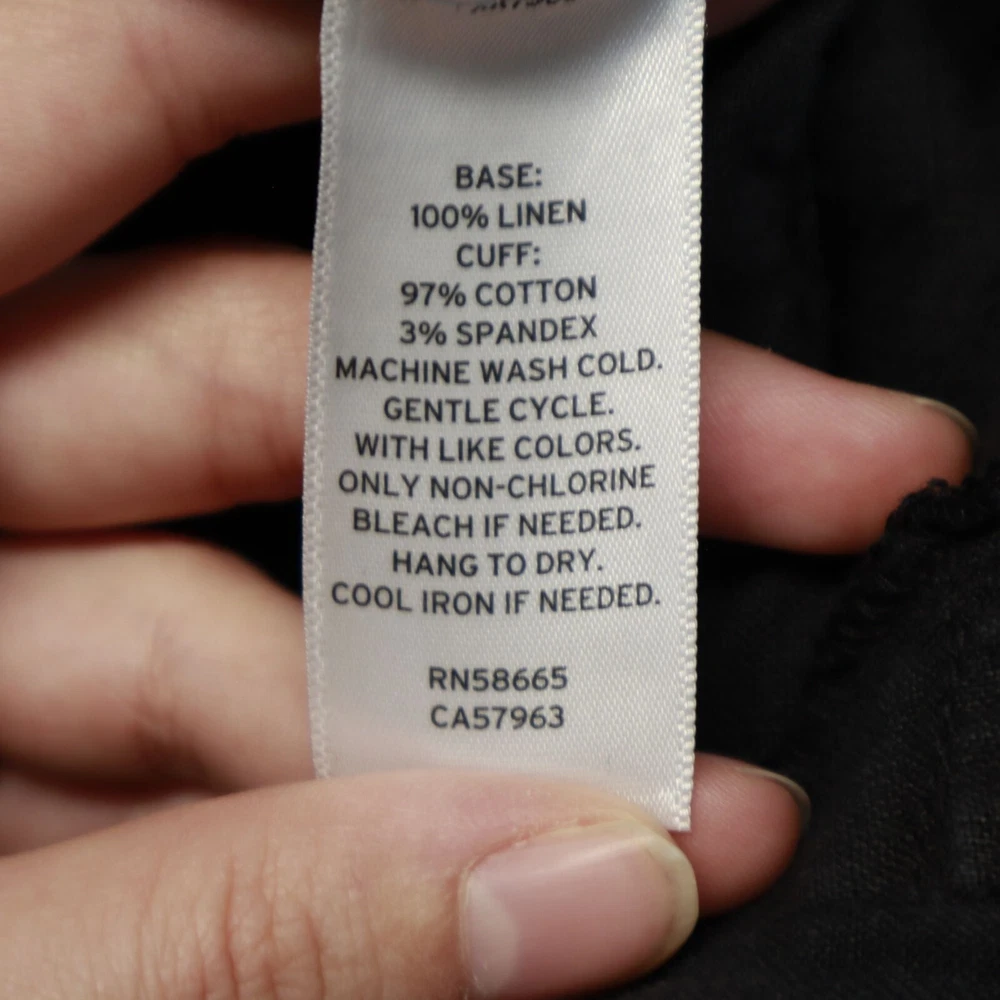 BASE:
100% LINEN
CUFF:
97% COTTON
3% SPANDEX
MACHINE WASH COLD.
GENTLE CYCLE.
WITH LIKE COLORS.
ONLY NON-CHLORINE
BLEACH IF NEEDED.
HANG TO DRY.
COOL IRON IF NEEDED.
RN58665
CA57963